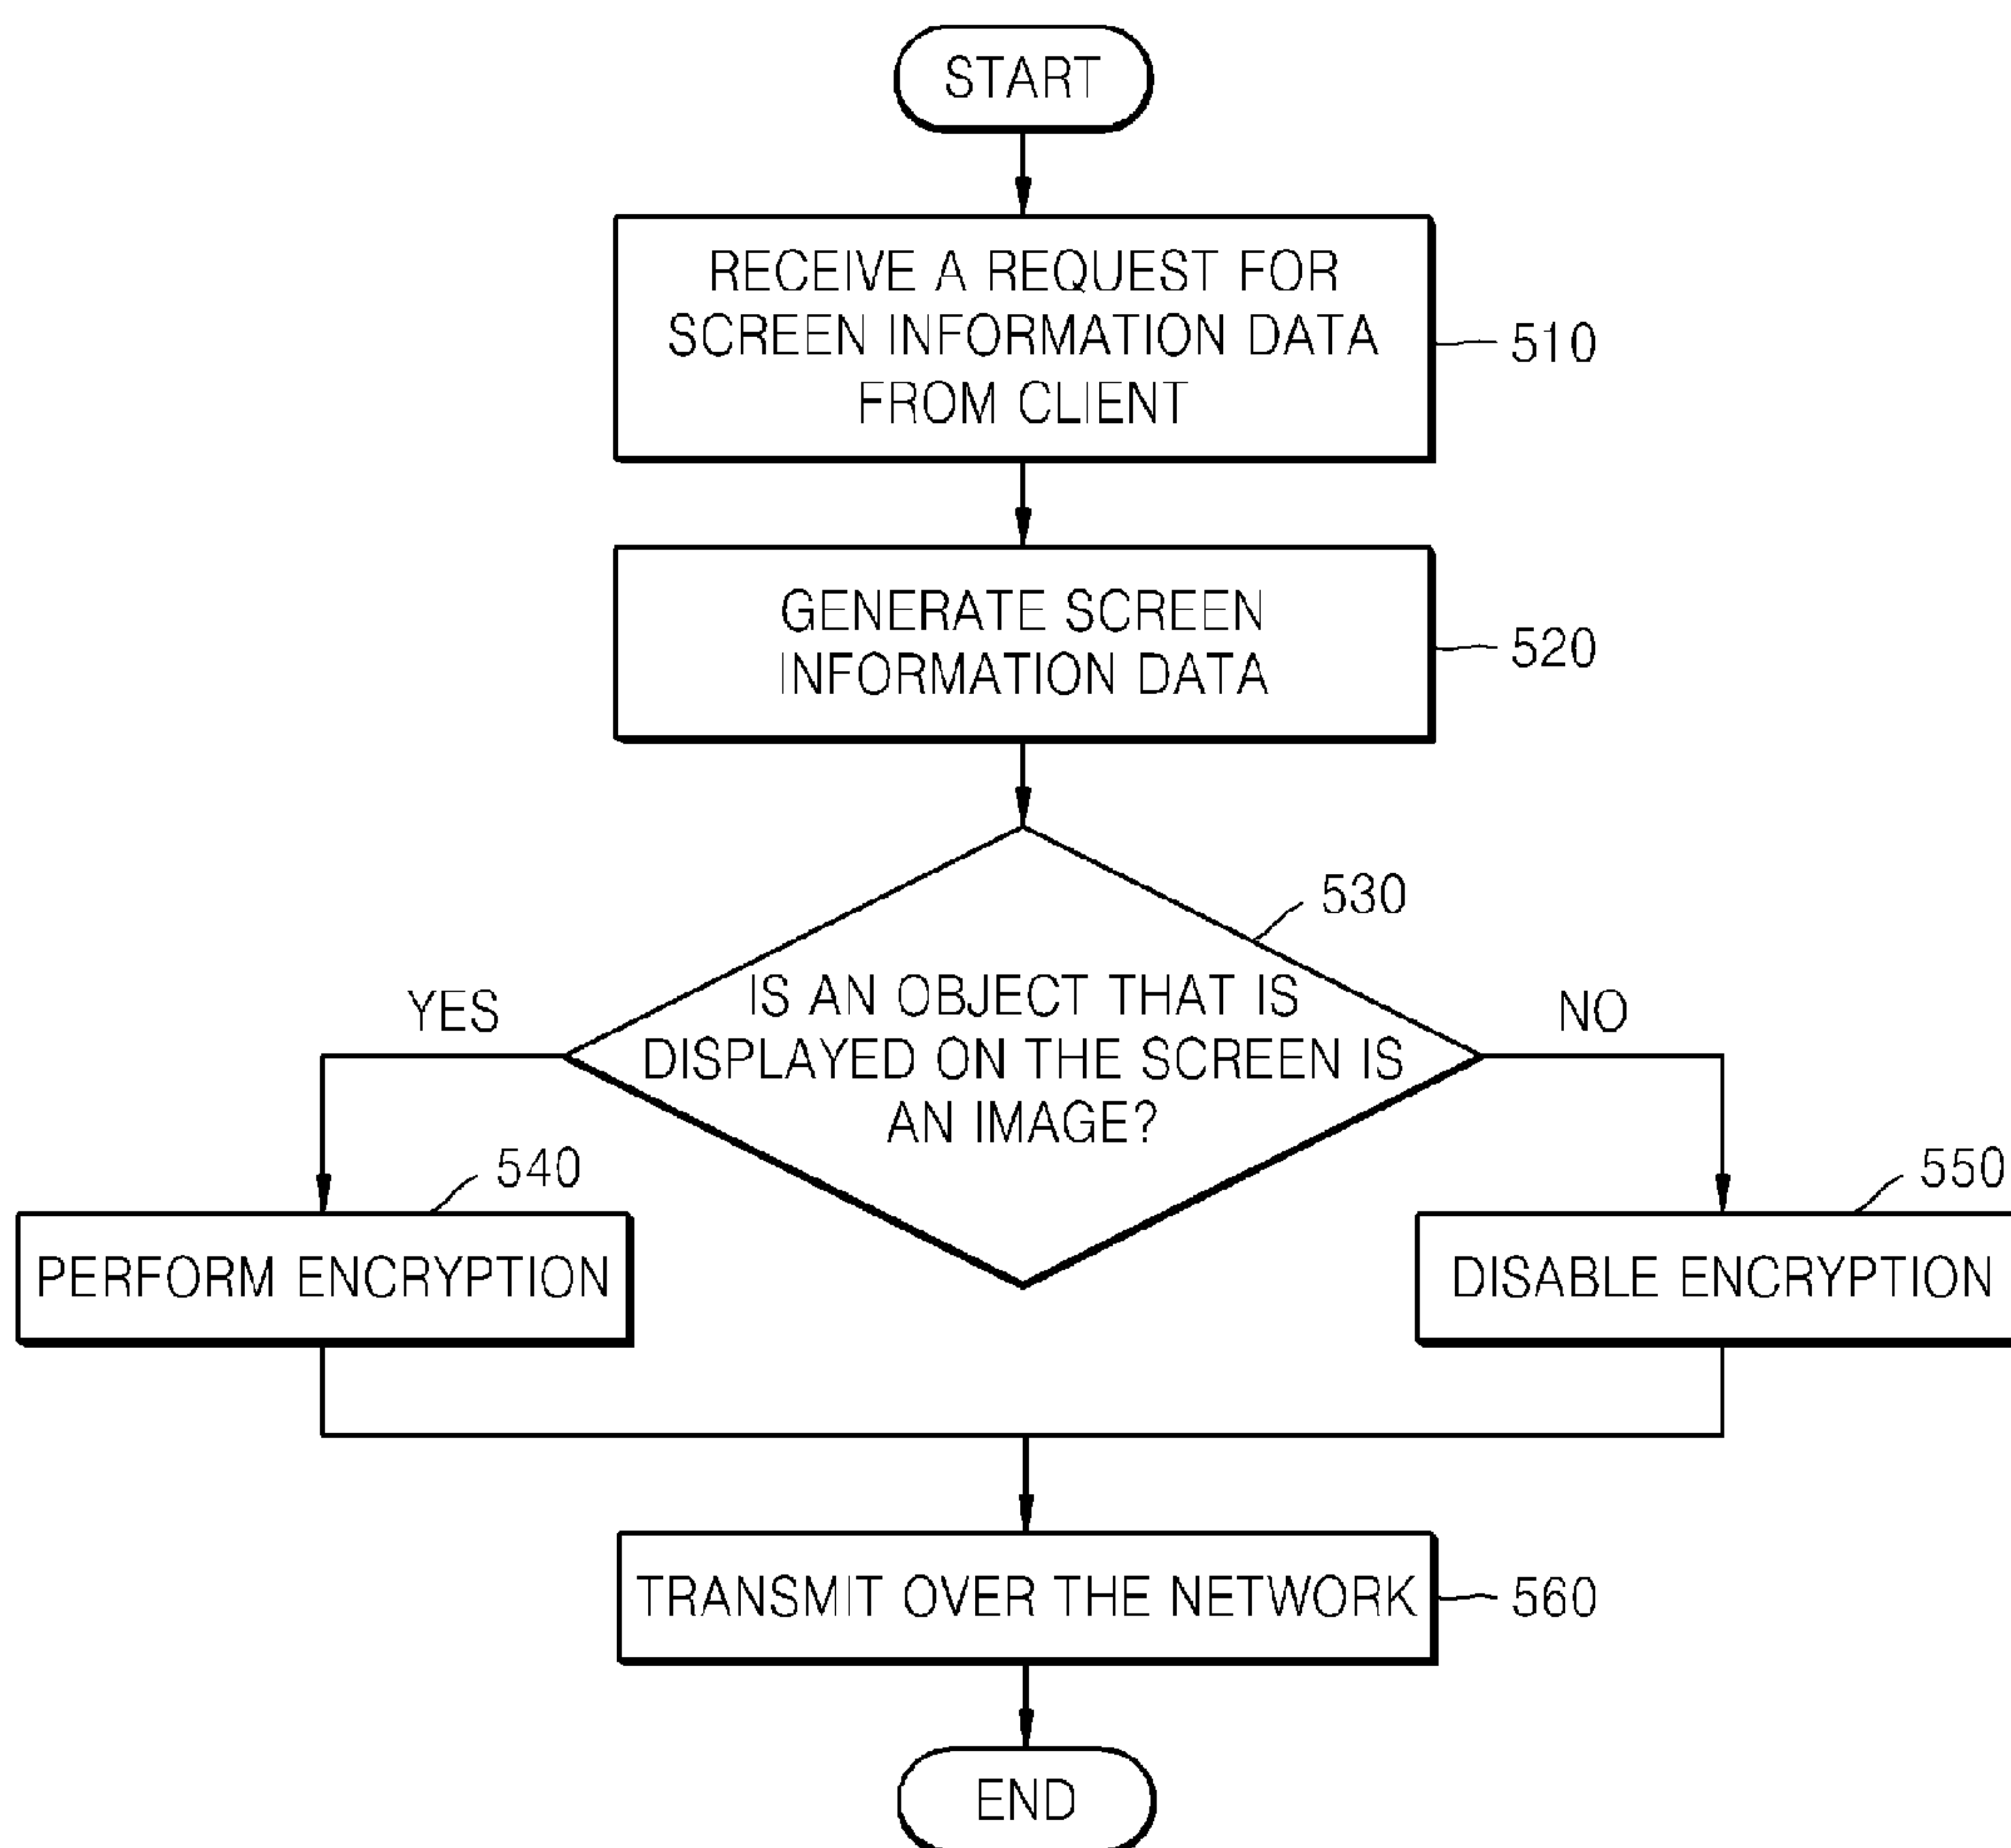 START
RECEIVE A REQUEST FOR
SCREEN INFORMATION DATA
FROM CLIENT
510
GENERATE SCREEN
INFORMATION DATA
520
530
IS AN OBJECT THAT IS
DISPLAYED ON THE SCREEN IS
AN IMAGE?
YES
NO
540
PERFORM ENCRYPTION
550
DISABLE ENCRYPTION
TRANSMIT OVER THE NETWORK
560
END